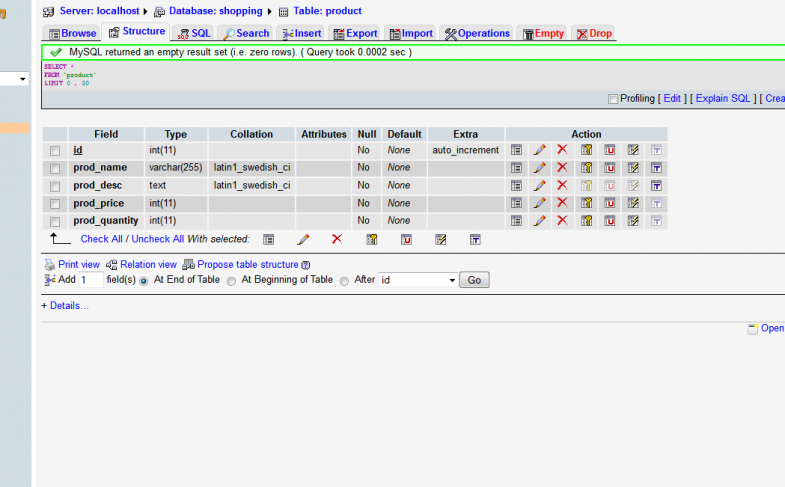 Server: localhost Database: shopping Table: product
Browse Structure SQL Search Insert Export Import Operations Empty Drop
MySQL returned an empty result set (i.e. zero rows). ( Query took 0.0002 sec )
SELECT *
FROM `product`
LIMIT 0 , 30
Profiling [ Edit ] [ Explain SQL ] [ Crea
Field Type Collation Attributes Null Default Extra Action
id int(11) No None auto_increment
prod_name varchar(255) latin1_swedish_ci No None
prod_desc text latin1_swedish_ci No None
prod_price int(11) No None
prod_quantity int(11) No None
Check All / Uncheck All With selected:
Print view Relation view Propose table structure
Add 1 field(s) At End of Table At Beginning of Table After id Go
+ Details...
Open